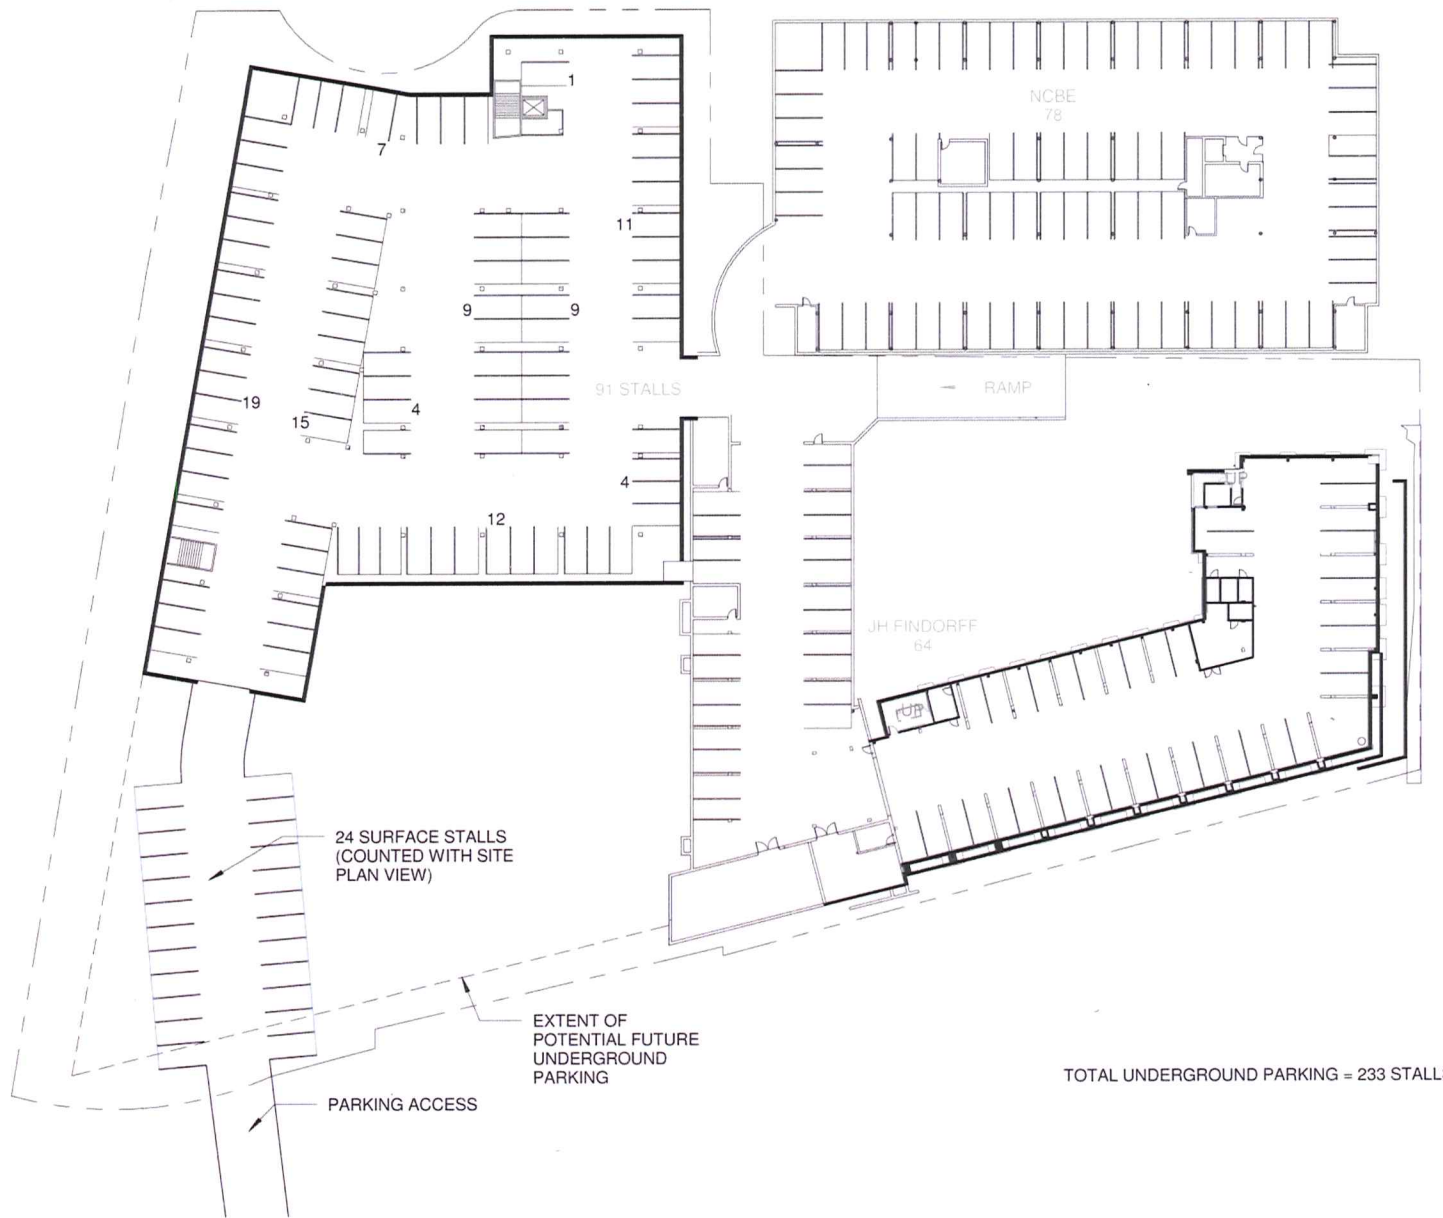 1
NCBE
78
7
11
9
9
91 STALLS
RAMP
19
15
4
4
12
JH FINDORFF
64
UP
24 SURFACE STALLS
(COUNTED WITH SITE
PLAN VIEW)
EXTENT OF
POTENTIAL FUTURE
UNDERGROUND
PARKING
TOTAL UNDERGROUND PARKING = 233 STALL
PARKING ACCESS